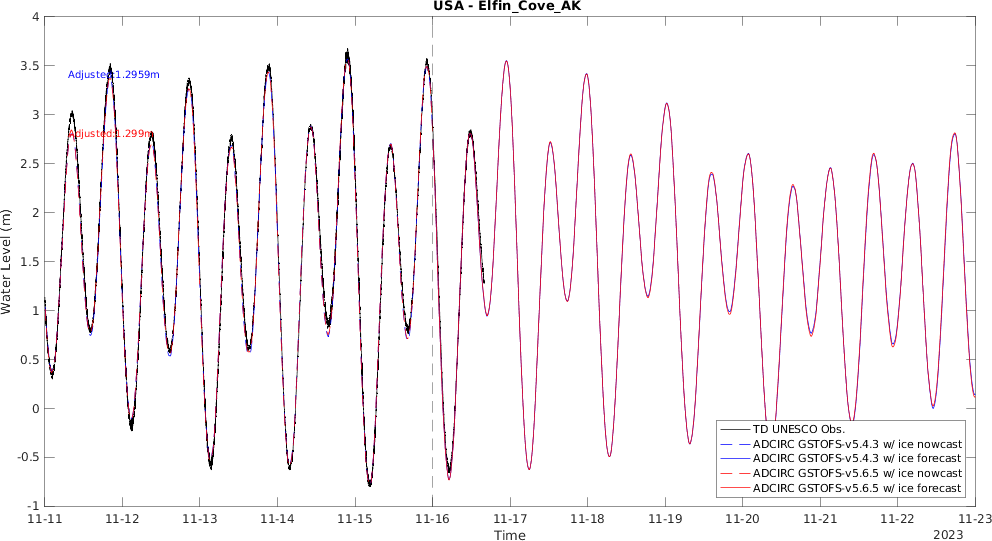 USA - Elfin_Cove_AK
4
3.5
3
2.5
2
1.5
1
0.5
0
-0.5
-1
Water Level (m)
Adjusted:1.2959m
Adjusted:1.299m
TD UNESCO Obs.
ADCIRC GSTOFS-v5.4.3 w/ ice nowcast
ADCIRC GSTOFS-v5.4.3 w/ ice forecast
ADCIRC GSTOFS-v5.6.5 w/ ice nowcast
ADCIRC GSTOFS-v5.6.5 w/ ice forecast
11-11 11-12 11-13 11-14 11-15 11-16 11-17 11-18 11-19 11-20 11-21 11-22 11-23
Time
2023